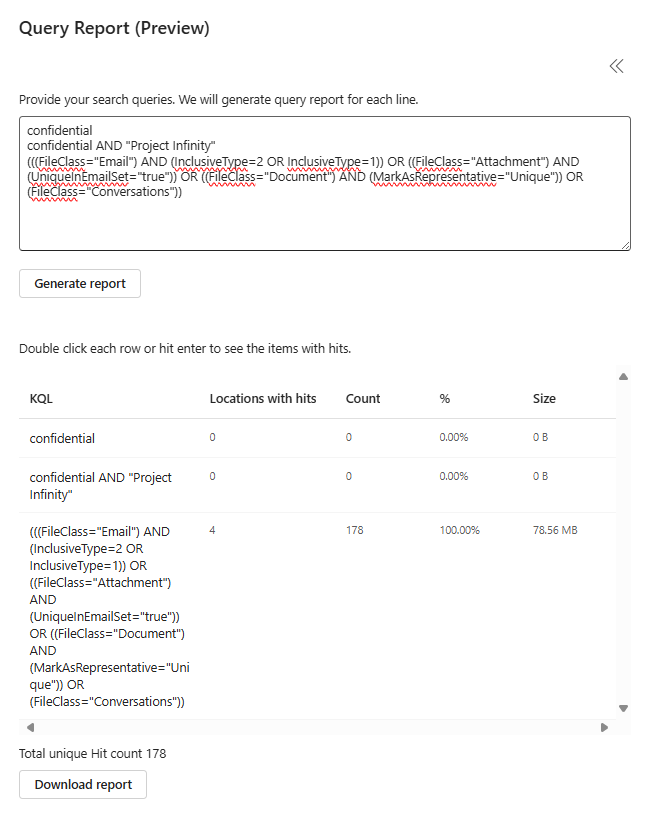 Query Report (Preview)
Provide your search queries. We will generate query report for each line.
confidential
confidential AND "Project Infinity"
(((FileClass="Email") AND (InclusiveType=2 OR InclusiveType=1)) OR ((FileClass="Attachment") AND
(UniqueInEmailSet="true")) OR ((FileClass="Document") AND (MarkAsRepresentative="Unique")) OR
(FileClass="Conversations"))
Generate report
Double click each row or hit enter to see the items with hits.
KQL Locations with hits Count % Size
confidential 0 0 0.00% 0 B
confidential AND "Project 0 0 0.00% 0 B
Infinity"
(((FileClass="Email") AND 4 178 100.00% 78.56 MB
(InclusiveType=2 OR
InclusiveType=1)) OR
((FileClass="Attachment")
AND
(UniqueInEmailSet="true"))
OR ((FileClass="Document")
AND
(MarkAsRepresentative="Uni
que")) OR
(FileClass="Conversations"))
Total unique Hit count 178
Download report